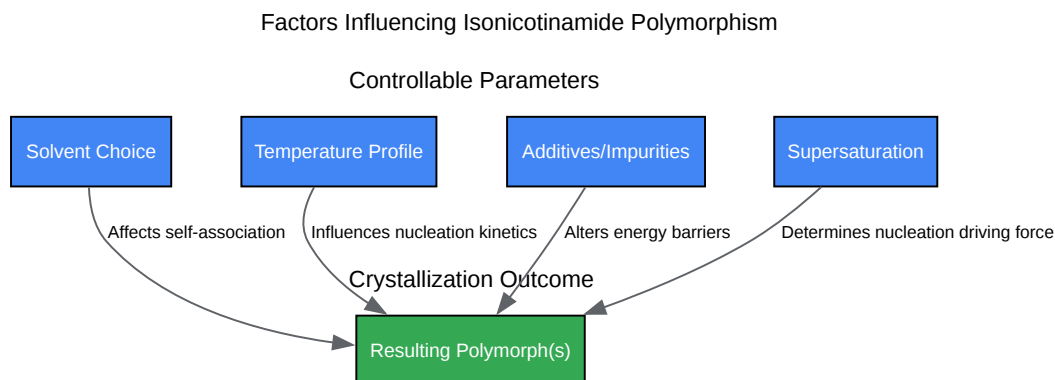 Factors Influencing Isonicotinamide Polymorphism
Controllable Parameters
Solvent Choice
Temperature Profile
Additives/Impurities
Supersaturation
Affects self-association
Influences nucleation kinetics
Alters energy barriers
Determines nucleation driving force
Crystallization Outcome
Resulting Polymorph(s)